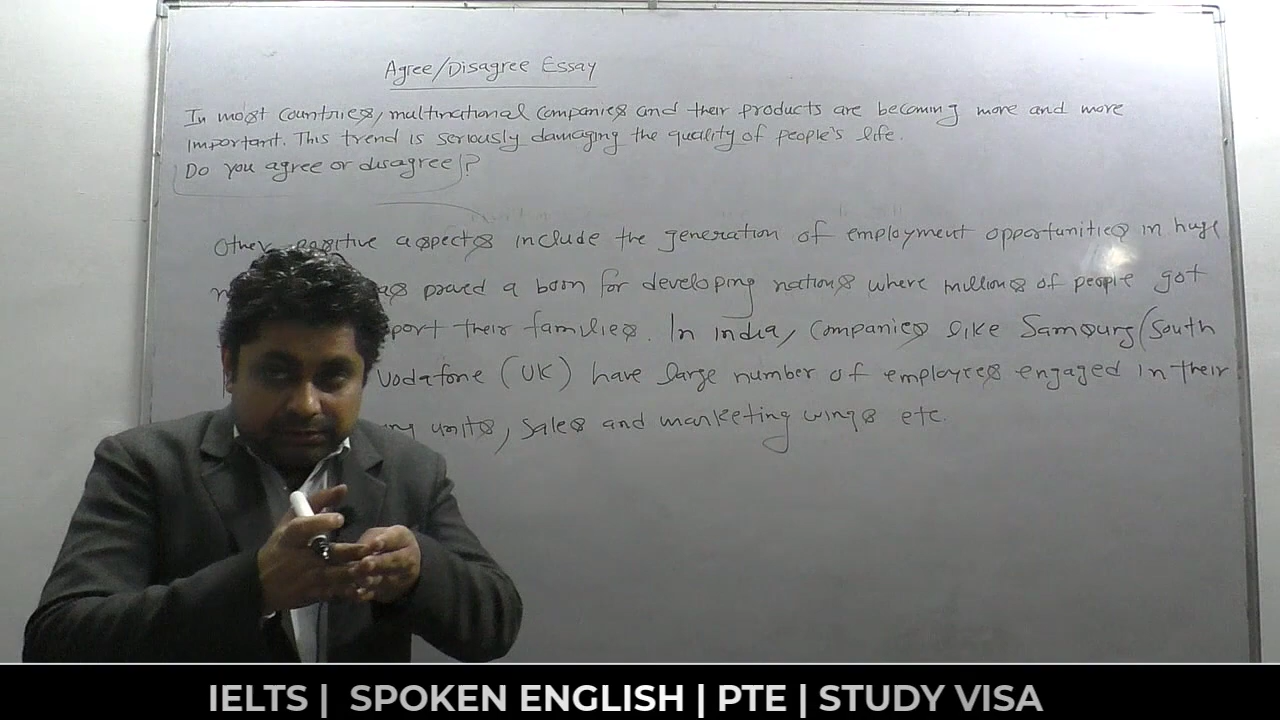 Agree/Disagree Essay
In most countries, multinational companies and their products are becoming more and more
important. This trend is seriously damaging the quality of people's life.
Do you agree or disagree?
Other positive aspects include the generation of employment opportunities in huge
proved a boon for developing nations where millions of people got
their families. In india, companies like Samsung (South
Vodafone (UK) have large number of employees engaged in their
units, sales and marketing wings etc.
IELTS | SPOKEN ENGLISH | PTE | STUDY VISA